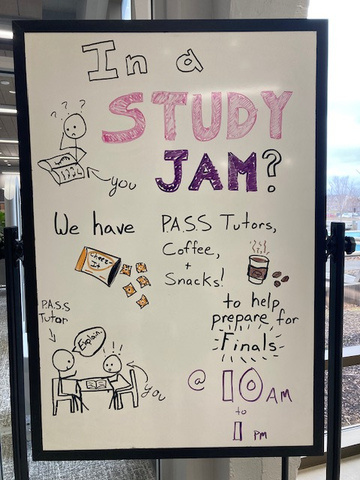 In a
? ? ?
STUDY
JAM?
you
We have P.A.S.S Tutors,
Coffee,
+
Snacks!
Cheez-It
to help
prepare for
Finals
P.A.S.S
Tutor
Explain.
!!
you
@ 10 AM
to
1 PM